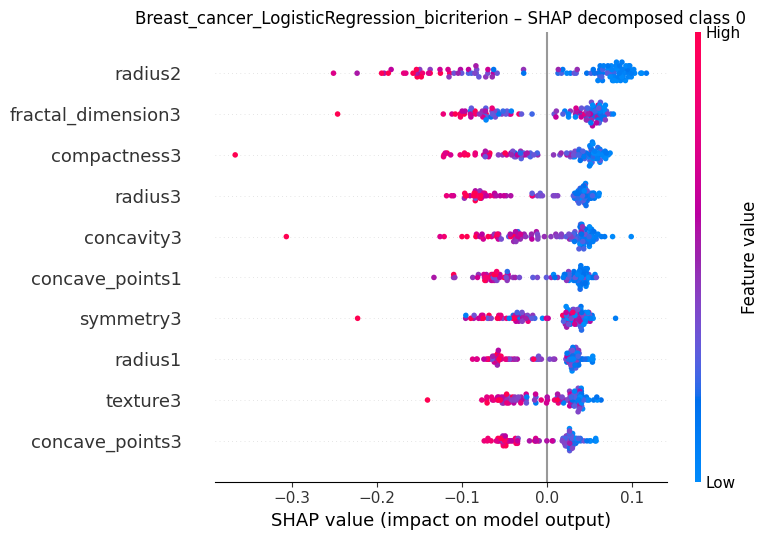 Breast_cancer_LogisticRegression_bicriterion – SHAP decomposed class 0
High
radius2
fractal_dimension3
compactness3
radius3
concavity3
concave_points1
symmetry3
radius1
texture3
concave_points3
Feature value
Low
−0.3 −0.2 −0.1 0.0 0.1
SHAP value (impact on model output)